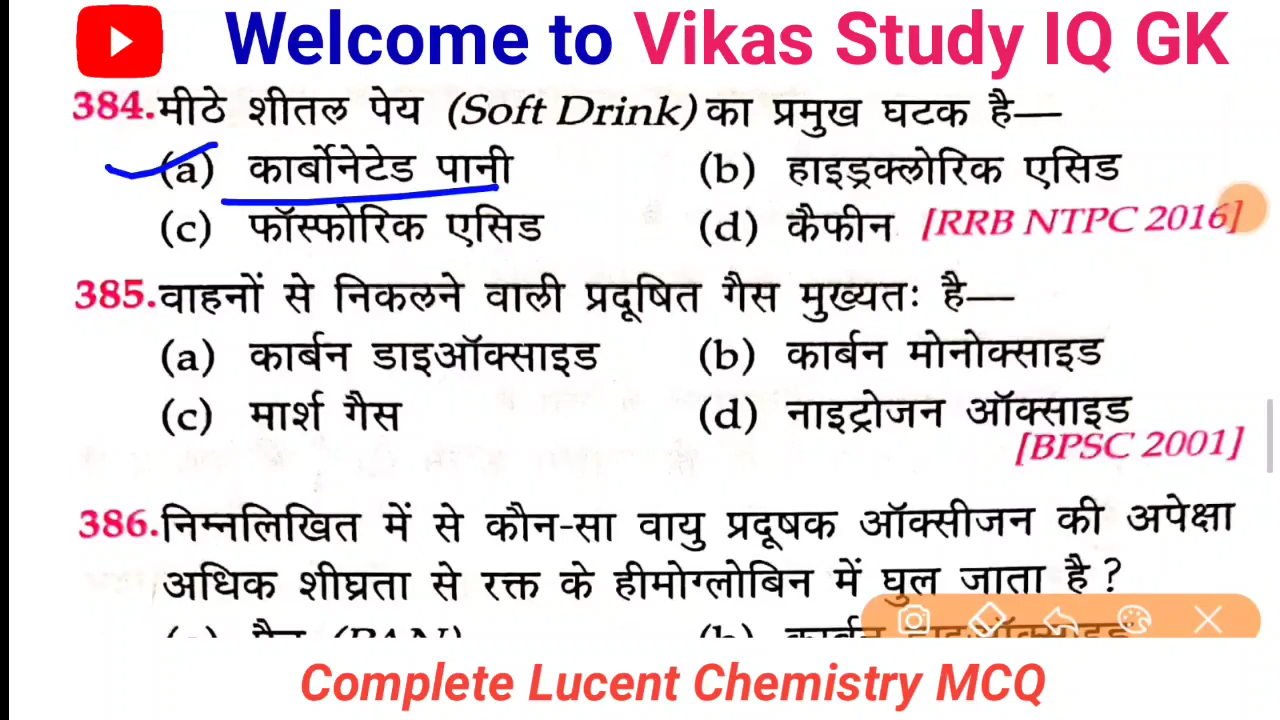 Welcome to Vikas Study IQ GK
384. मीठे शीतल पेय (Soft Drink) का प्रमुख घटक है—
(a) कार्बोनेटेड पानी (b) हाइड्रक्लोरिक एसिड
(c) फॉस्फोरिक एसिड (d) कैफीन [RRB NTPC 2016]
385. वाहनों से निकलने वाली प्रदूषित गैस मुख्यतः है—
(a) कार्बन डाइऑक्साइड (b) कार्बन मोनोक्साइड
(c) मार्श गैस (d) नाइट्रोजन ऑक्साइड
[BPSC 2001]
386. निम्नलिखित में से कौन-सा वायु प्रदूषक ऑक्सीजन की अपेक्षा
अधिक शीघ्रता से रक्त के हीमोग्लोबिन में घुल जाता है ?
(PAN) (b) कार्बन
Complete Lucent Chemistry MCQ